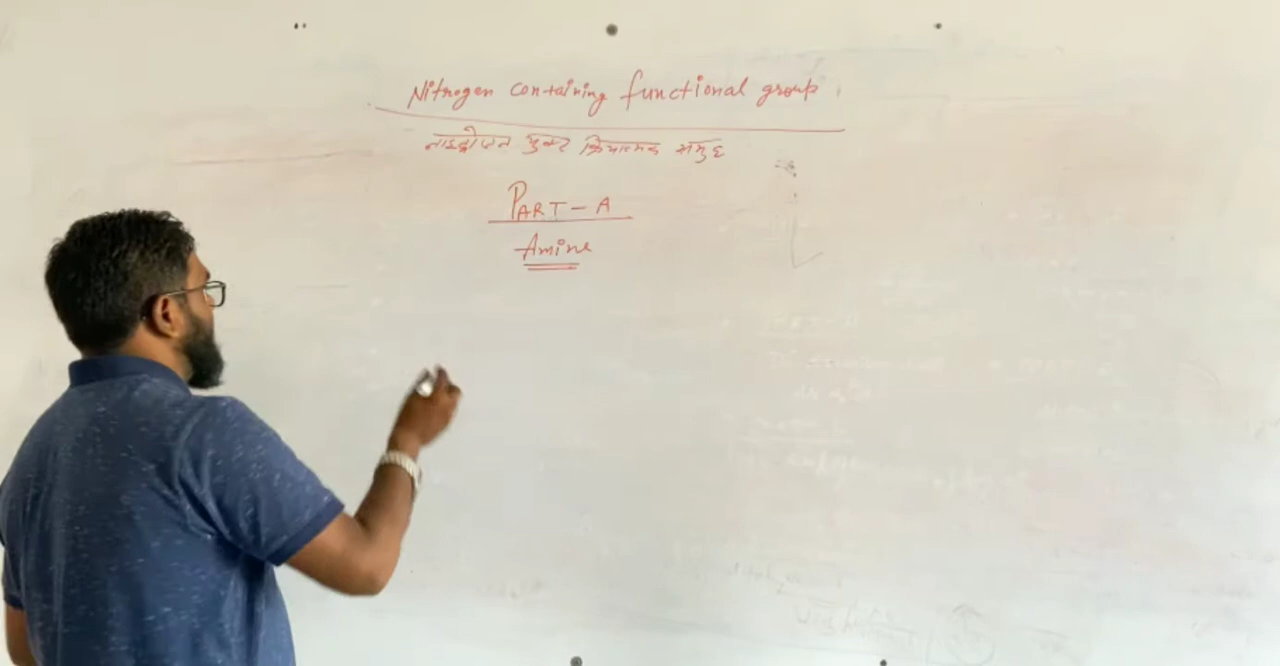 Nitrogen containing functional group
नाइट्रोजन युक्त क्रियात्मक समूह
PART-A
Amine